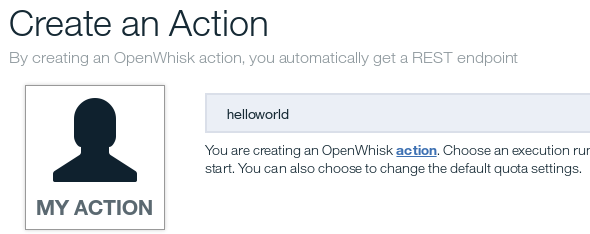 Create an Action
By creating an OpenWhisk action, you automatically get a REST endpoint
helloworld
You are creating an OpenWhisk action. Choose an execution
start. You can also choose to change the default quota settings.
MY ACTION